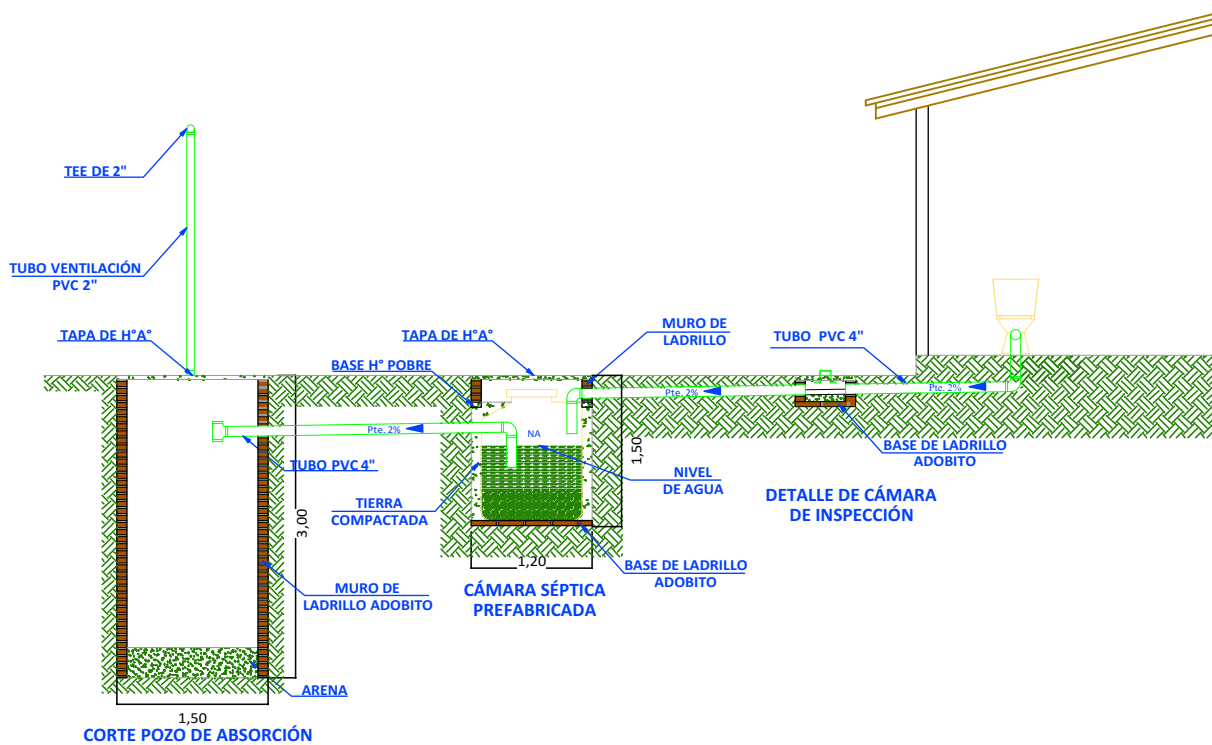 TEE DE 2"
TUBO VENTILACIÓN
PVC 2"
TAPA DE H°A°
TAPA DE H°A°
BASE H° POBRE
MURO DE
LADRILLO
TUBO PVC 4"
Pte. 2%
Pte. 2%
Pte. 2%
NA
TUBO PVC 4"
BASE DE LADRILLO
ADOBITO
NIVEL
DE AGUA
1,50
DETALLE DE CÁMARA
DE INSPECCIÓN
TIERRA
COMPACTADA
3,00
1,20
BASE DE LADRILLO
ADOBITO
CÁMARA SÉPTICA
PREFABRICADA
MURO DE
LADRILLO ADOBITO
ARENA
1,50
CORTE POZO DE ABSORCIÓN